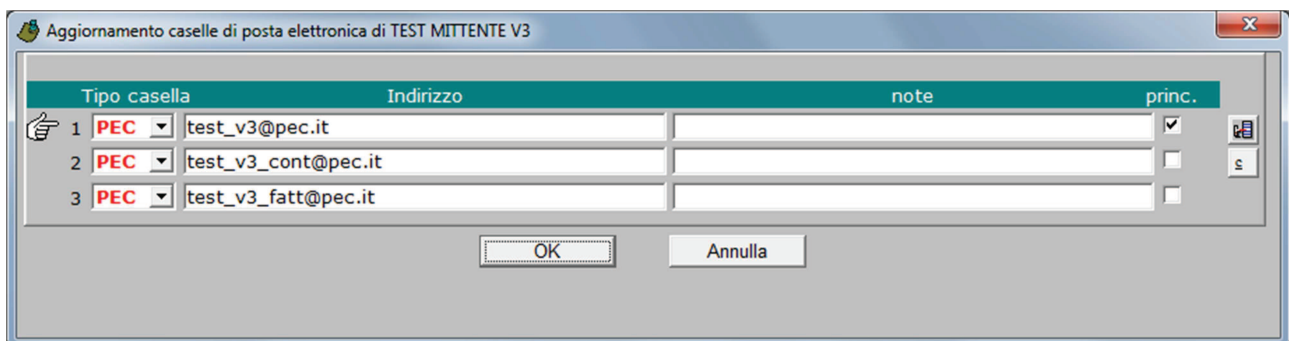 Aggiornamento caselle di posta elettronica di TEST MITTENTE V3
Tipo casella Indirizzo note princ.
1 PEC test_v3@pec.it
2 PEC test_v3_cont@pec.it
3 PEC test_v3_fatt@pec.it
OK Annulla